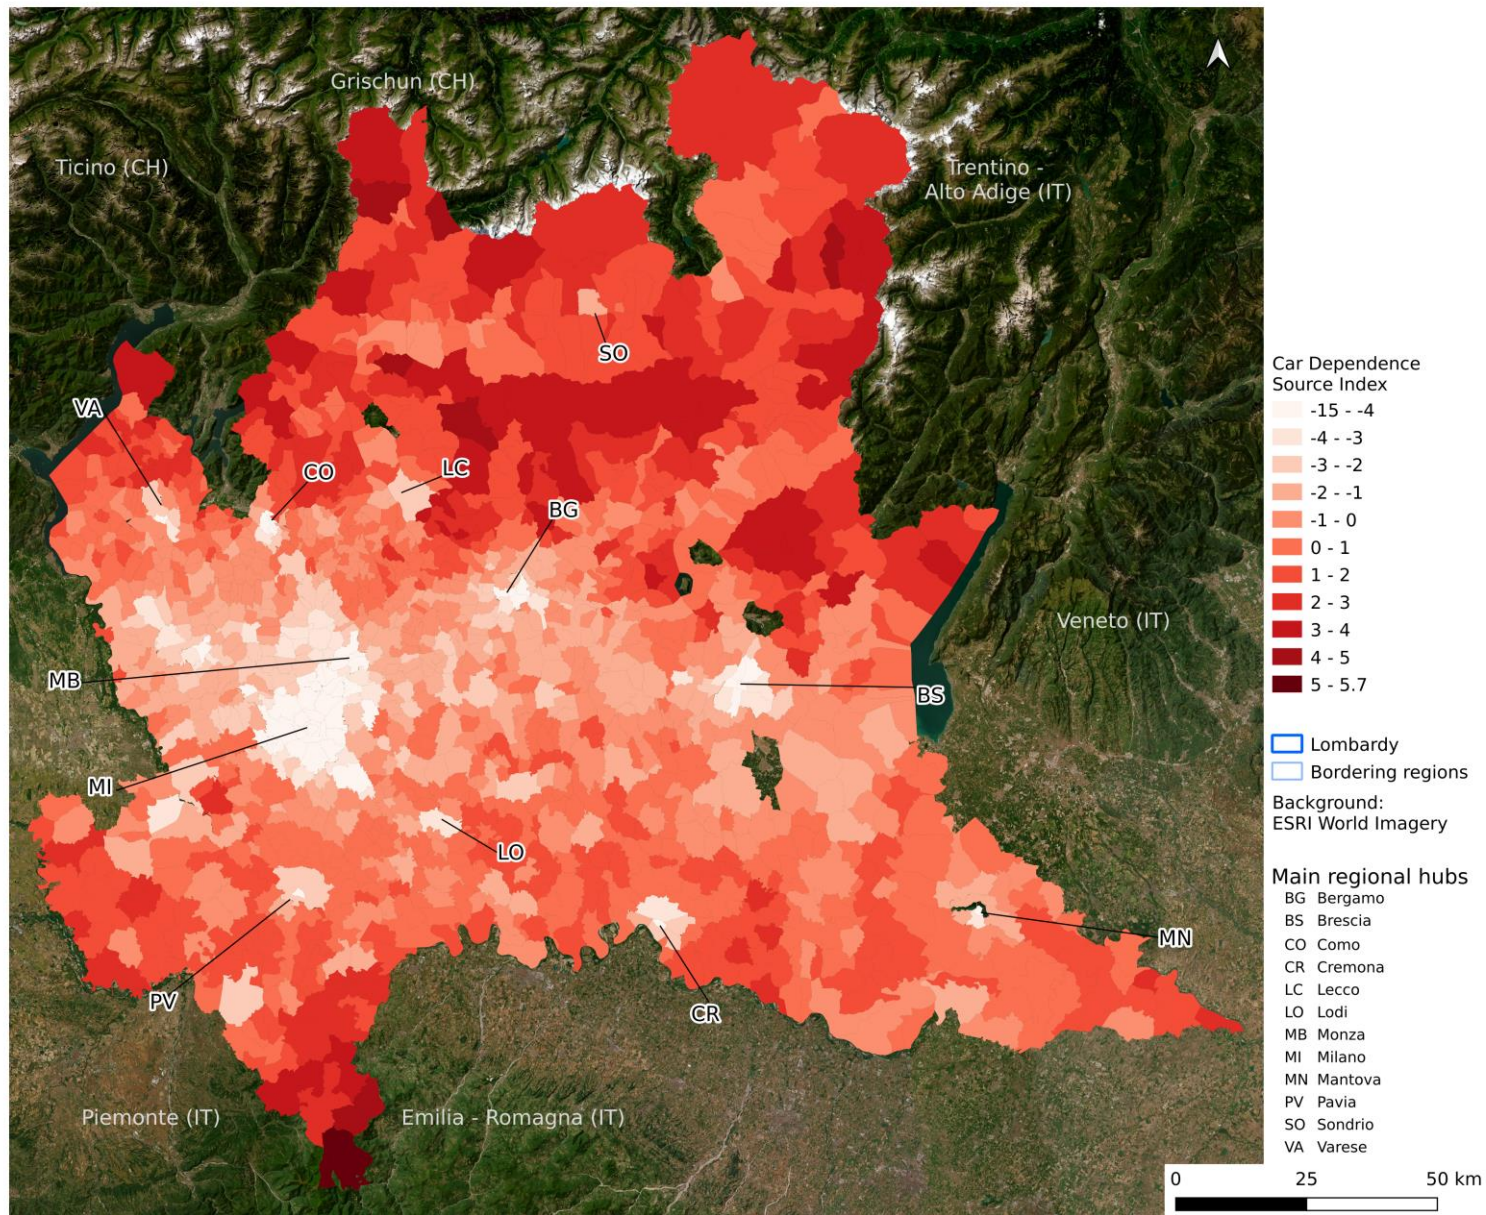 Grischun (CH)
Ticino (CH)
Trentino -
Alto Adige (IT)
SO
VA
CO
LC
BG
Veneto (IT)
MB
BS
MI
LO
MN
PV
CR
Piemonte (IT)
Emilia - Romagna (IT)
Car Dependence
Source Index
-15 - -4
-4 - -3
-3 - -2
-2 - -1
-1 - 0
0 - 1
1 - 2
2 - 3
3 - 4
4 - 5
5 - 5.7
Lombardy
Bordering regions
Background:
ESRI World Imagery
Main regional hubs
BG Bergamo
BS Brescia
CO Como
CR Cremona
LC Lecco
LO Lodi
MB Monza
MI Milano
MN Mantova
PV Pavia
SO Sondrio
VA Varese
0 25 50 km